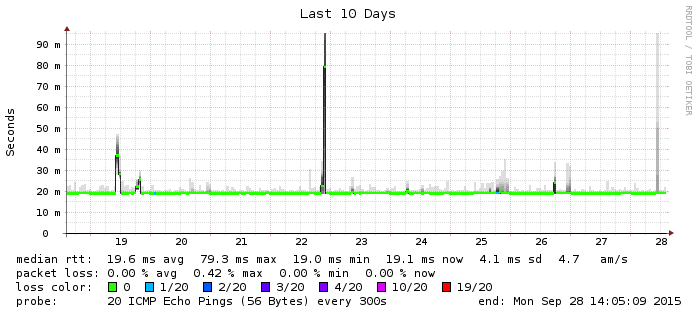 Last 10 Days
RRDTOOL / TOBI OETIKER
Seconds
90 m
80 m
70 m
60 m
50 m
40 m
30 m
20 m
10 m
0
19 20 21 22 23 24 25 26 27 28
median rtt: 19.6 ms avg 79.3 ms max 19.0 ms min 19.1 ms now 4.1 ms sd 4.7 am/s
packet loss: 0.00 % avg 0.42 % max 0.00 % min 0.00 % now
loss color: 0 1/20 2/20 3/20 4/20 10/20 19/20
probe: 20 ICMP Echo Pings (56 Bytes) every 300s end: Mon Sep 28 14:05:09 2015